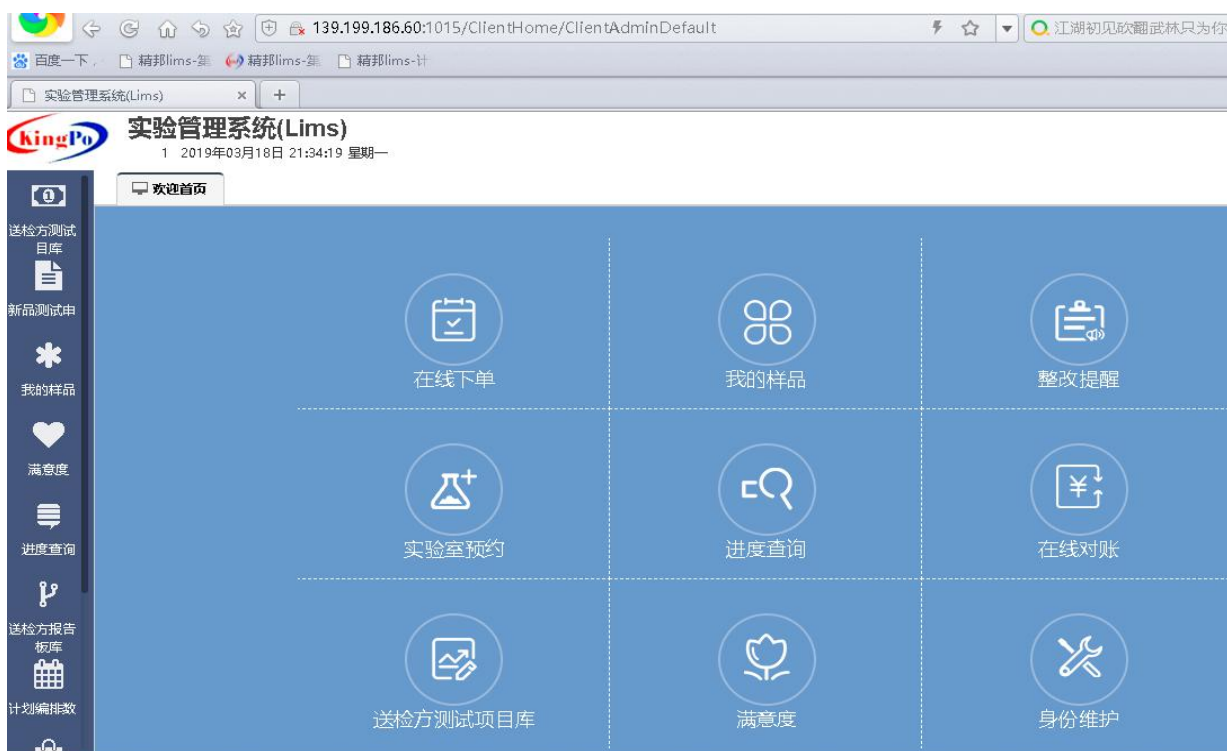 139.199.186.60:1015/ClientHome/ClientAdminDefault
江湖初见砍翻武林只为你
百度一下,
精邦lims-第
精邦lims-第
精邦lims-计
实验管理系统(Lims)
KingPo
实验管理系统(Lims)
1 2019年03月18日 21:34:19 星期一
欢迎首页
送检方测试
目库
新品测试申
我的样品
满意度
进度查询
送检方报告
板库
计划编排数
在线下单
我的样品
整改提醒
实验室预约
进度查询
在线对账
送检方测试项目库
满意度
身份维护